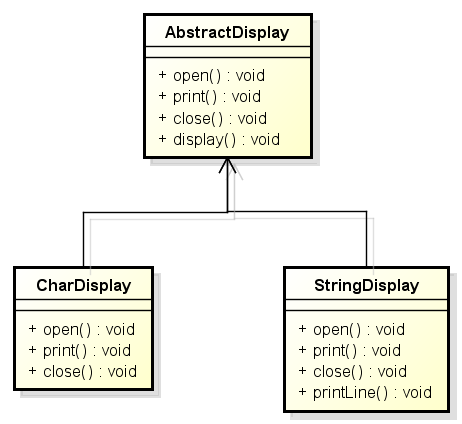 AbstractDisplay
+ open() : void
+ print() : void
+ close() : void
+ display() : void
CharDisplay
+ open() : void
+ print() : void
+ close() : void
StringDisplay
+ open() : void
+ print() : void
+ close() : void
+ printLine() : void